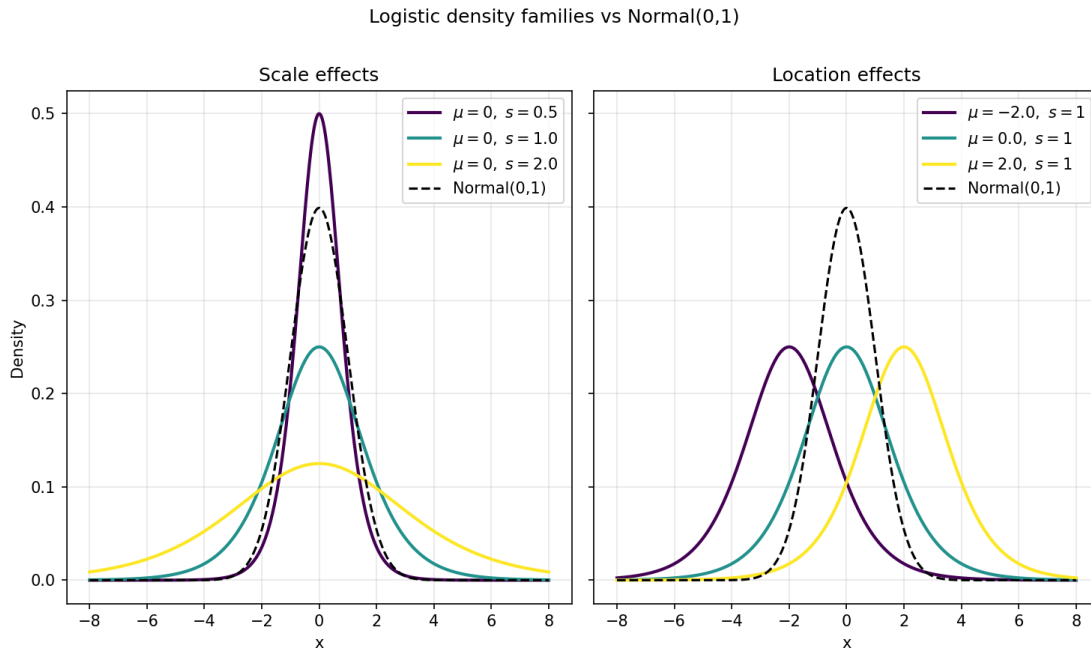 Logistic density families vs Normal(0,1)
Scale effects
Density
0.5
0.4
0.3
0.2
0.1
0.0
μ = 0, s = 0.5
μ = 0, s = 1.0
μ = 0, s = 2.0
Normal(0,1)
−8 −6 −4 −2 0 2 4 6 8
x
Location effects
μ = −2.0, s = 1
μ = 0.0, s = 1
μ = 2.0, s = 1
Normal(0,1)
−8 −6 −4 −2 0 2 4 6 8
x